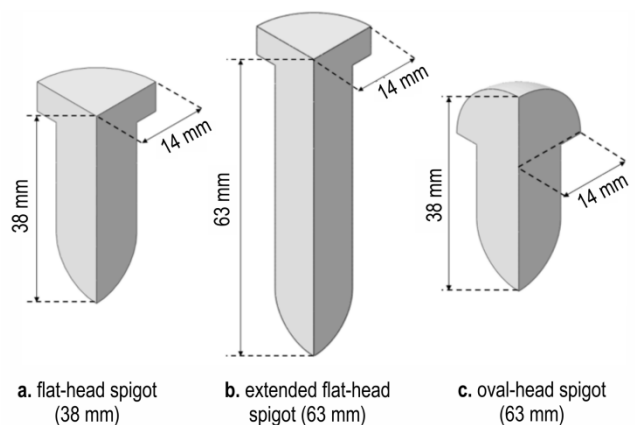 38 mm
14 mm
63 mm
14 mm
38 mm
14 mm
a. flat-head spigot
(38 mm)
b. extended flat-head
spigot (63 mm)
c. oval-head spigot
(63 mm)